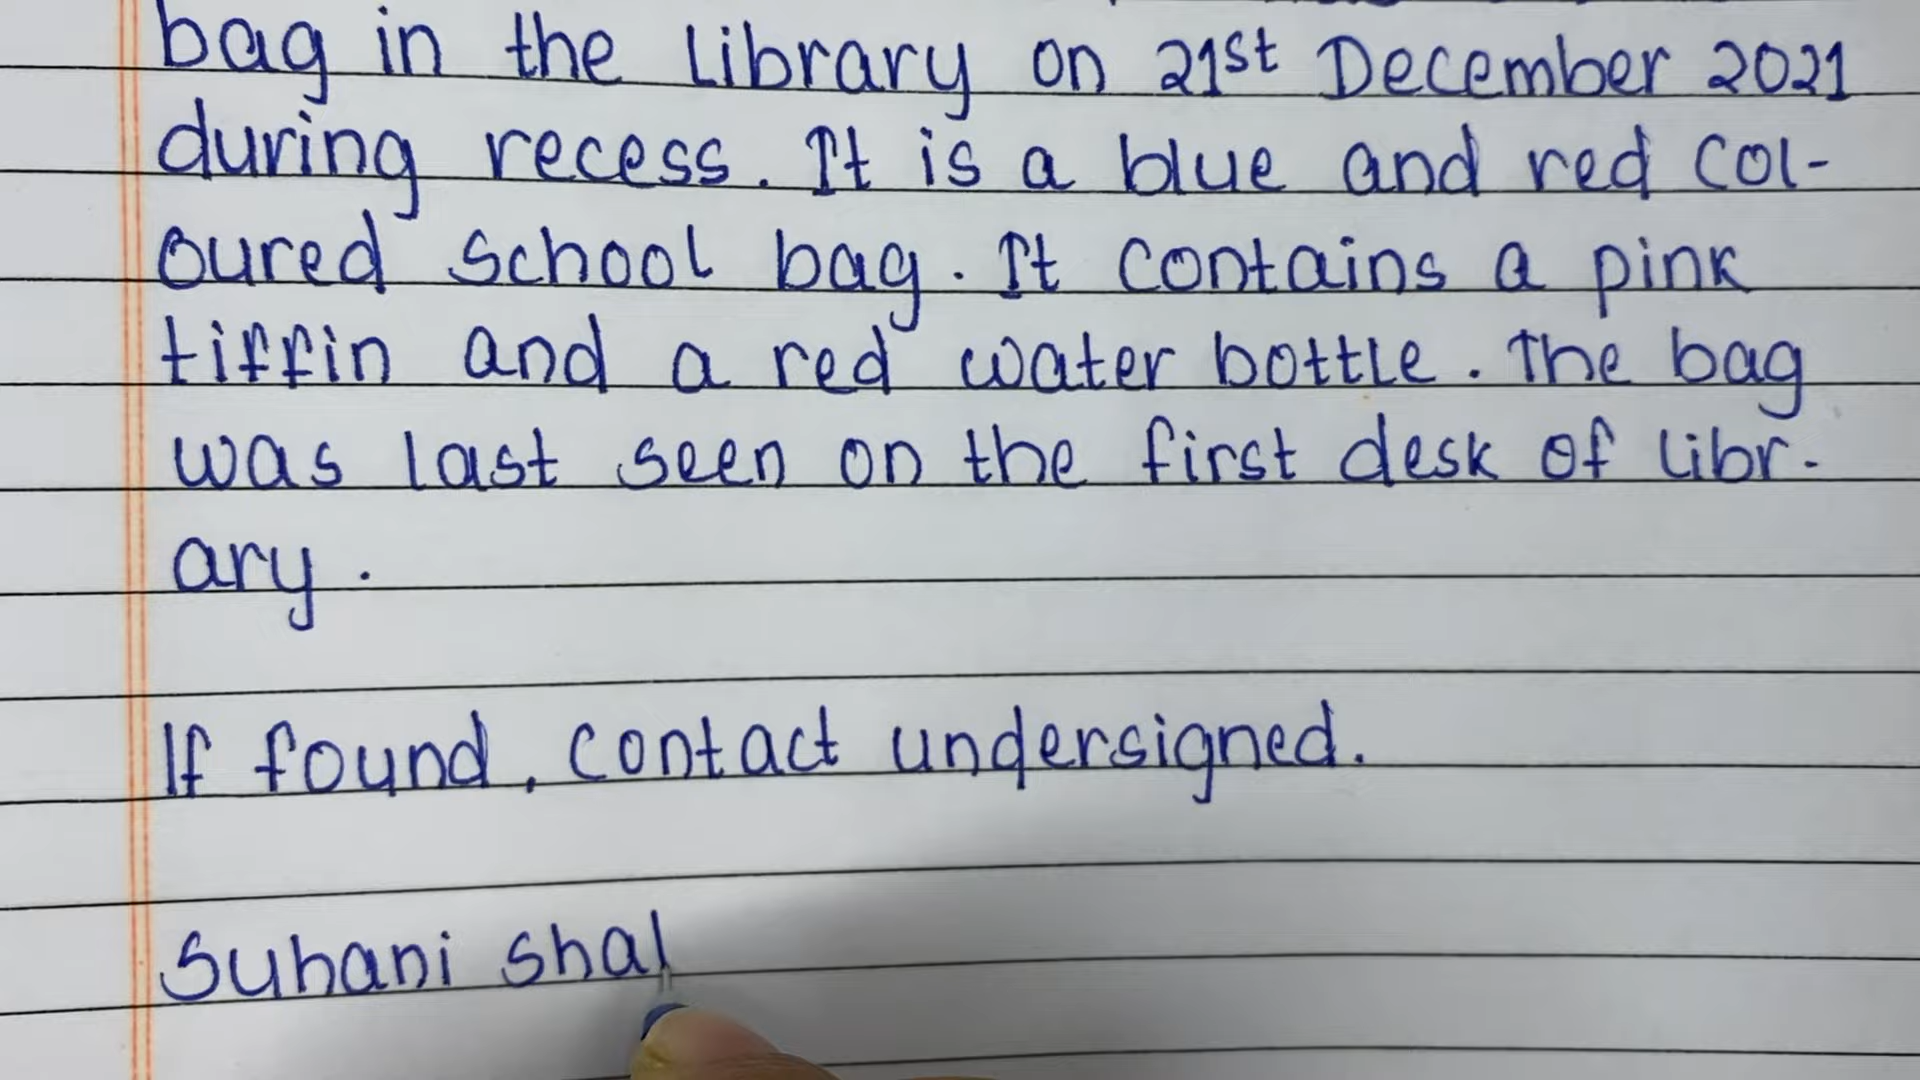 bag in the library on 21st December 2021
during recess. It is a blue and red col-
oured school bag. It contains a pink
tiffin and a red water bottle. The bag
was last seen on the first desk of libr-
ary.
If found, contact undersigned.
Suhani